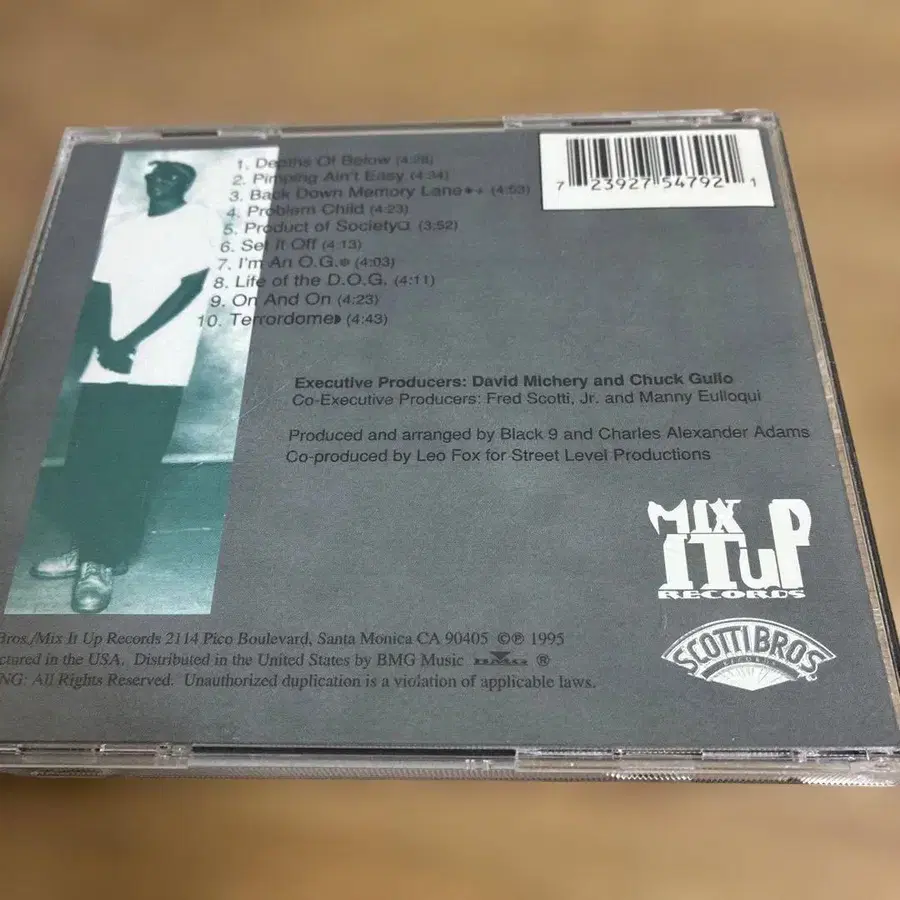 1. Depths Of Below (4:28)
2. Pimping Ain't Easy (4:34)
3. Back Down Memory Lane (4:53)
4. Problem Child (4:23)
5. Product of Society❏ (3:52)
6. Set It Off (4:13)
7. I'm An O.G. (4:03)
8. Life of the D.O.G. (4:11)
9. On And On (4:23)
10. Terrordome (4:43)
7 23927 54792 1
Executive Producers: David Michery and Chuck Gullo
Co-Executive Producers: Fred Scotti, Jr. and Manny Eulloqui
Produced and arranged by Black 9 and Charles Alexander Adams
Co-produced by Leo Fox for Street Level Productions
MIX
IT UP
RECORDS
SCOTTI BROS.
RECORDS
Bros./Mix It Up Records 2114 Pico Boulevard, Santa Monica CA 90405 ©℗ 1995
ctured in the USA. Distributed in the United States by BMG Music BMG ®
NG: All Rights Reserved. Unauthorized duplication is a violation of applicable laws.